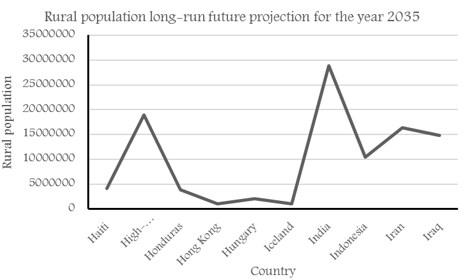 Rural population long-run future projection for the year 2035
Rural population
35000000
30000000
25000000
20000000
15000000
10000000
5000000
0
Haiti
High-...
Honduras
Hong Kong
Hungary
Iceland
India
Indonesia
Iran
Iraq
Country